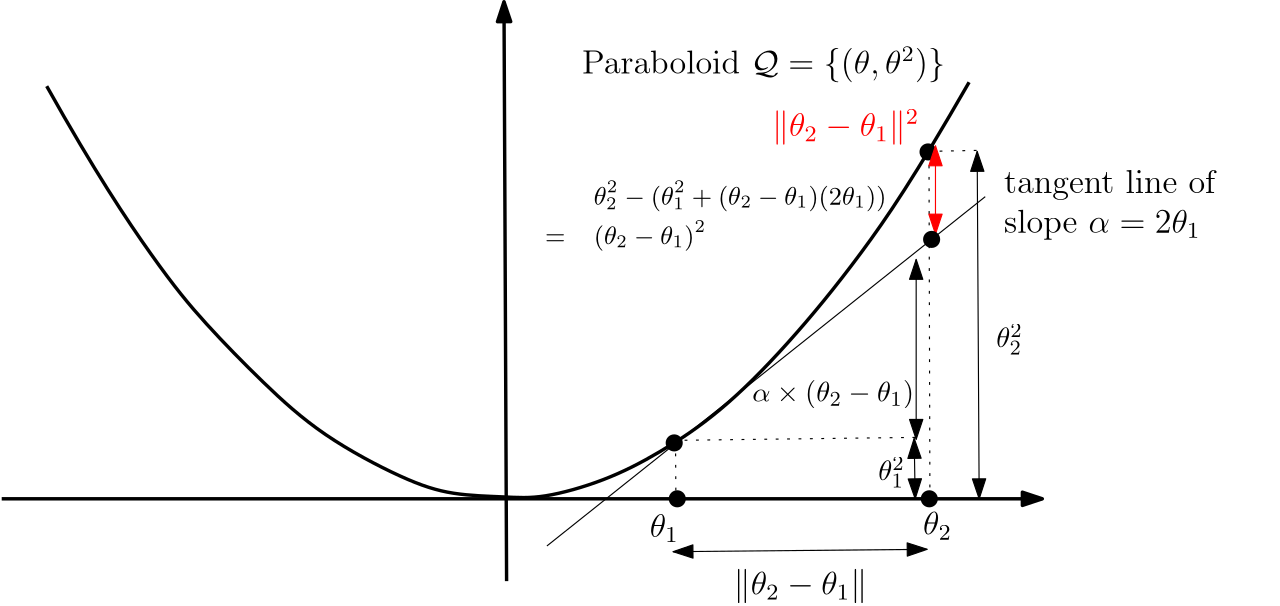 Paraboloid 𝒬 = {(θ, θ²)}
‖θ₂ − θ₁‖²
θ₂² − (θ₁² + (θ₂ − θ₁)(2θ₁))
= (θ₂ − θ₁)²
tangent line of
slope α = 2θ₁
θ₂²
α × (θ₂ − θ₁)
θ₁²
θ₁
θ₂
‖θ₂ − θ₁‖